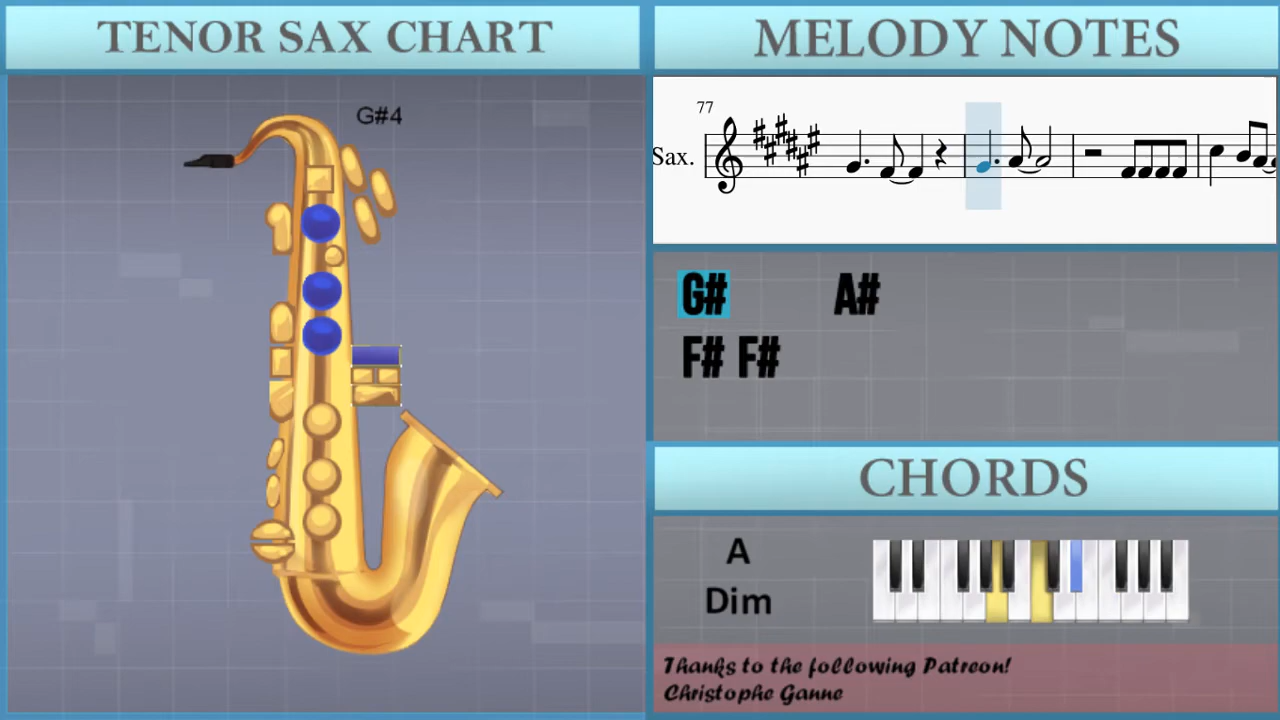 TENOR SAX CHART
G#4
MELODY NOTES
77
Sax.
G# A#
F# F#
CHORDS
A
Dim
Thanks to the following Patreon!
Christophe Ganne